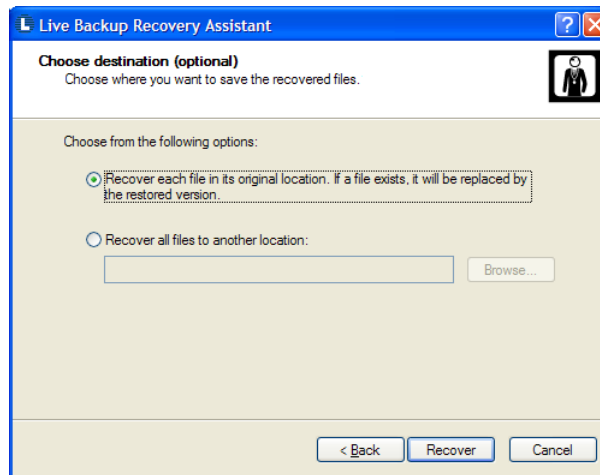 L Live Backup Recovery Assistant
Choose destination (optional)
Choose where you want to save the recovered files.
Choose from the following options:
Recover each file in its original location. If a file exists, it will be replaced by
the restored version.
Recover all files to another location:
Browse...
< Back Recover Cancel